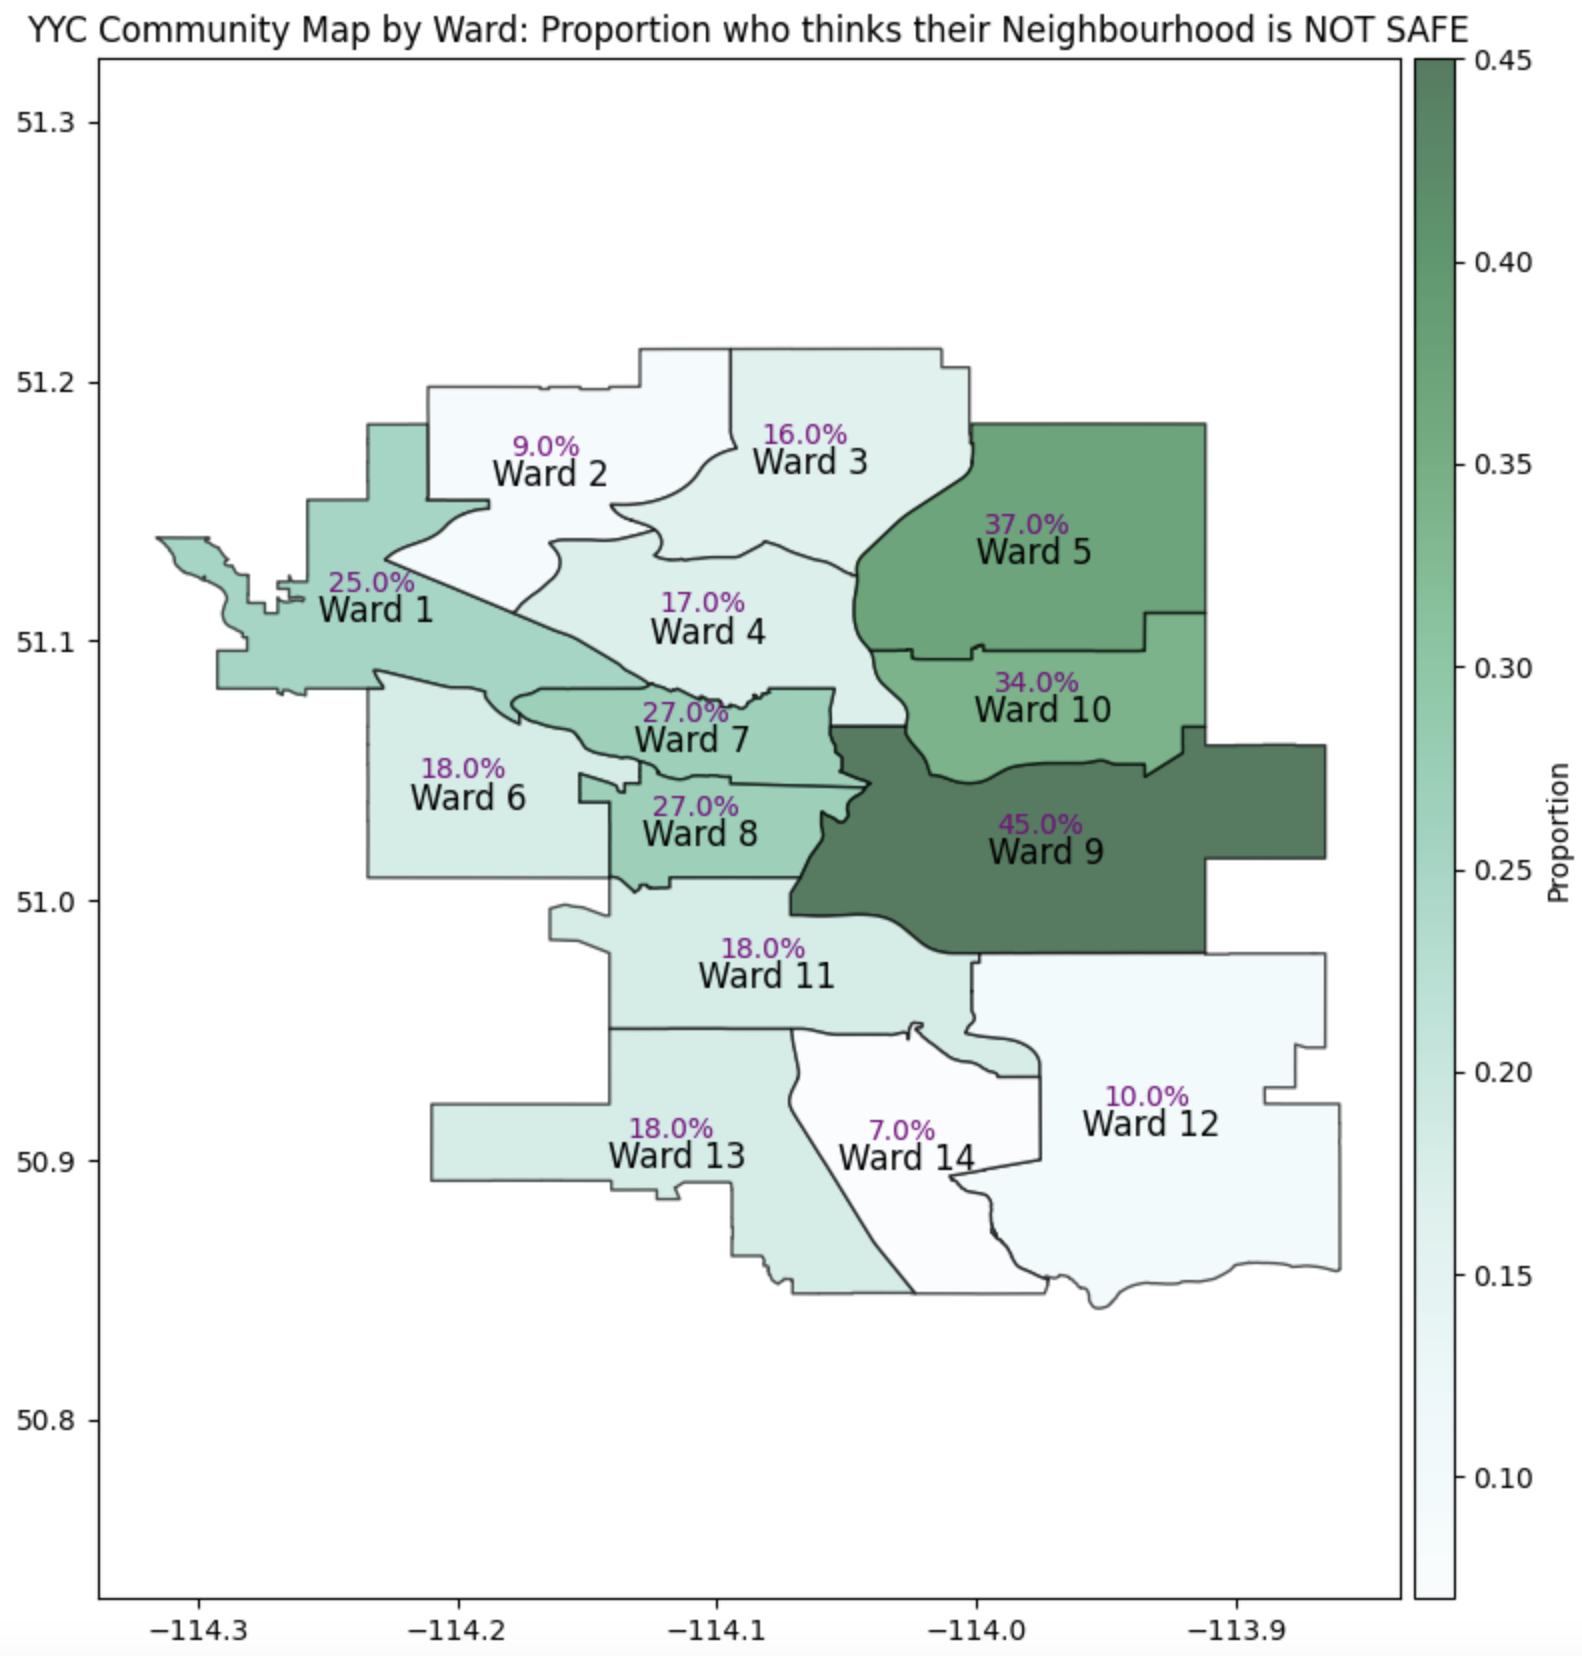 YYC Community Map by Ward: Proportion who thinks their Neighbourhood is NOT SAFE
51.3
51.2
51.1
51.0
50.9
50.8
9.0%
Ward 2
16.0%
Ward 3
37.0%
Ward 5
25.0%
Ward 1
17.0%
Ward 4
34.0%
Ward 10
27.0%
Ward 7
18.0%
Ward 6
27.0%
Ward 8
45.0%
Ward 9
18.0%
Ward 11
10.0%
Ward 12
18.0%
Ward 13
7.0%
Ward 14
−114.3
−114.2
−114.1
−114.0
−113.9
0.45
0.40
0.35
0.30
0.25
0.20
0.15
0.10
Proportion